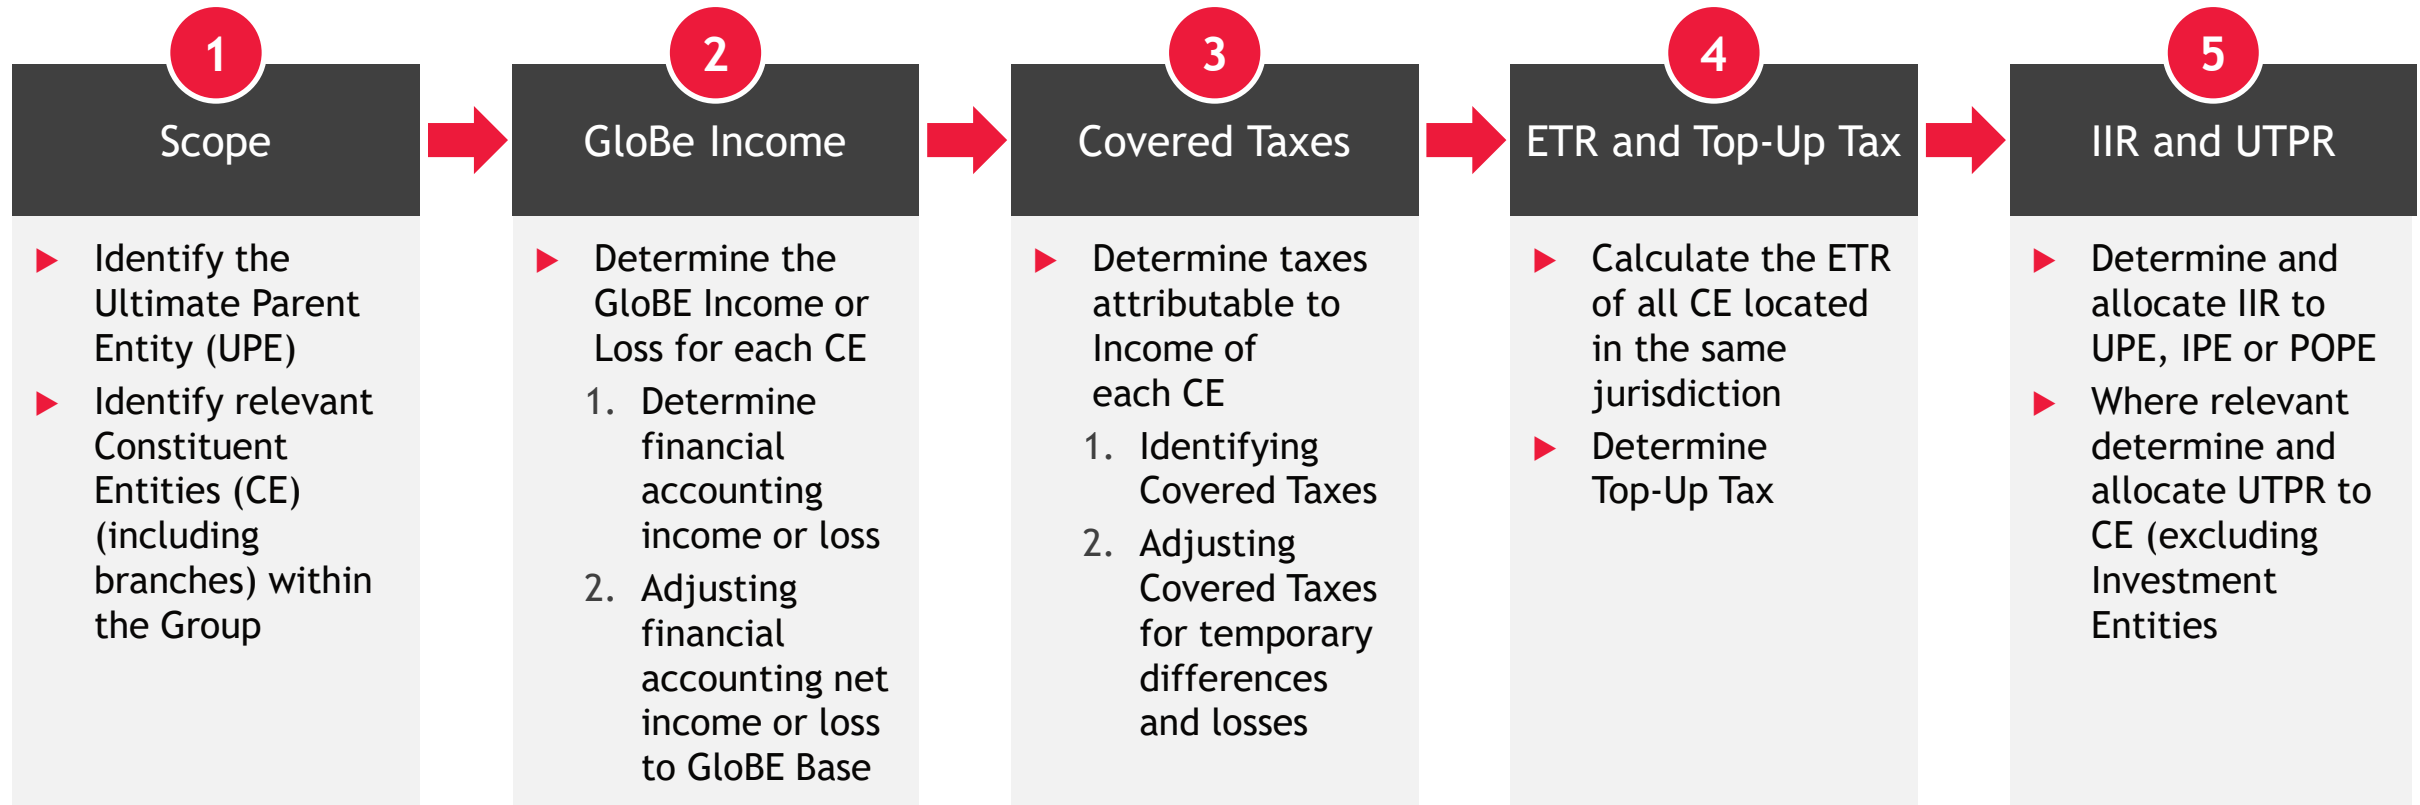 1
Scope
Identify the
Ultimate Parent
Entity (UPE)
Identify relevant
Constituent
Entities (CE)
(including
branches) within
the Group
2
GloBe Income
Determine the
GloBE Income or
Loss for each CE
1. Determine
financial
accounting
income or loss
2. Adjusting
financial
accounting net
income or loss
to GloBE Base
3
Covered Taxes
Determine taxes
attributable to
Income of
each CE
1. Identifying
Covered Taxes
2. Adjusting
Covered Taxes
for temporary
differences
and losses
4
ETR and Top-Up Tax
Calculate the ETR
of all CE located
in the same
jurisdiction
Determine
Top-Up Tax
5
IIR and UTPR
Determine and
allocate IIR to
UPE, IPE or POPE
Where relevant
determine and
allocate UTPR to
CE (excluding
Investment
Entities